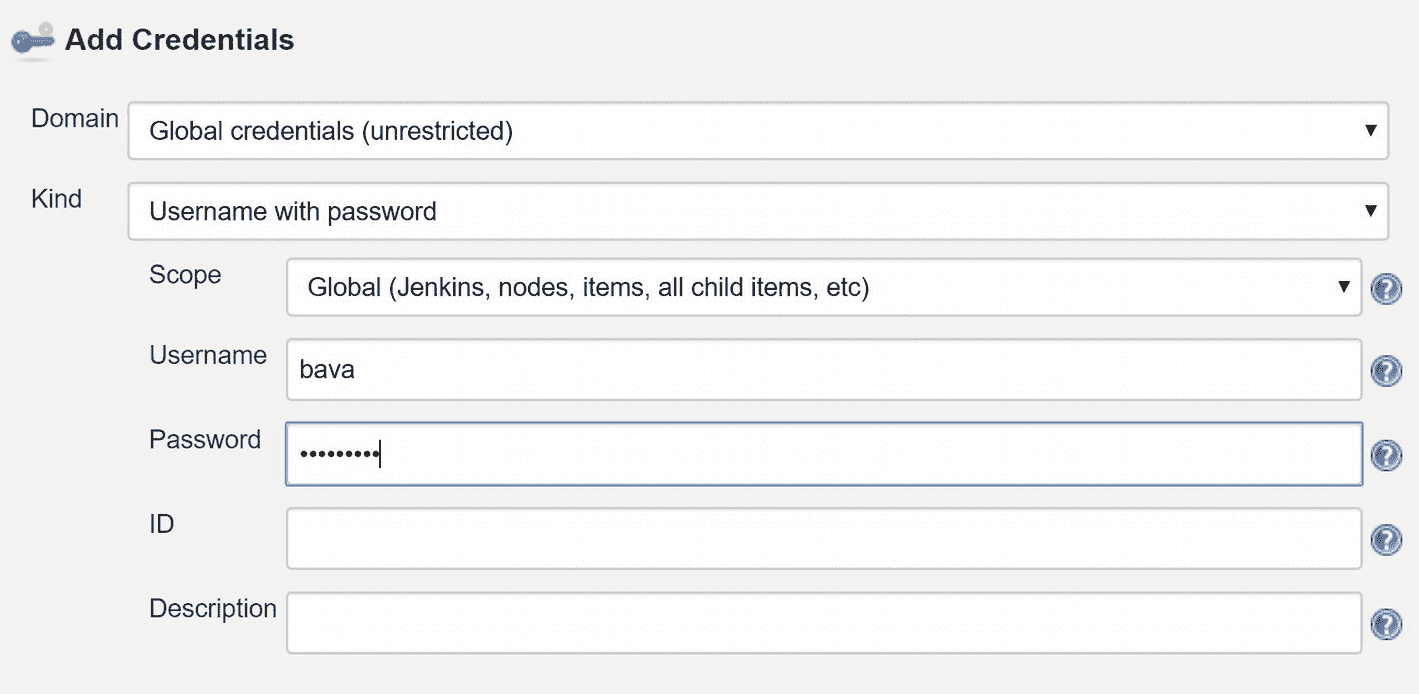 Add Credentials
Domain
Global credentials (unrestricted)
Kind
Username with password
Scope
Global (Jenkins, nodes, items, all child items, etc)
Username
bava
Password
•••••••••
ID
Description